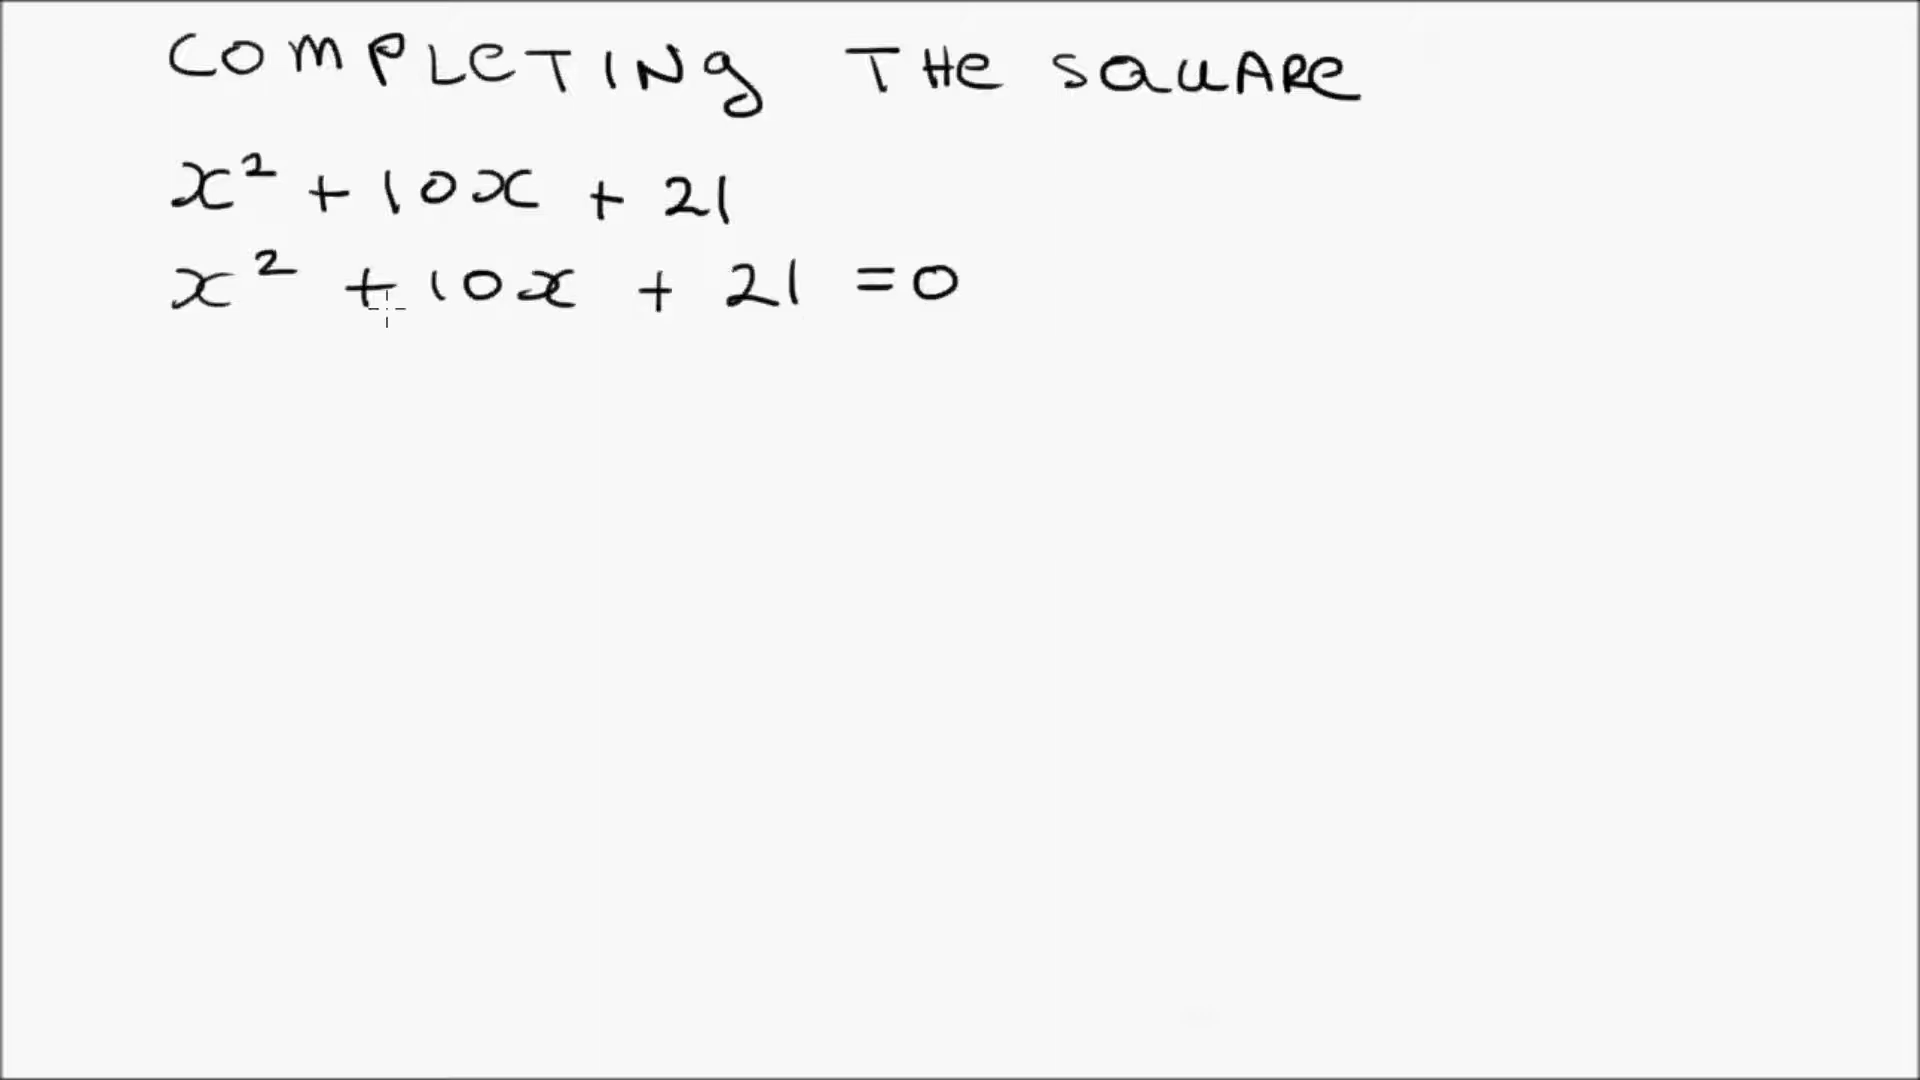 COMPLETING THE SQUARE
x² + 10x + 21
x² + 10x + 21 = 0